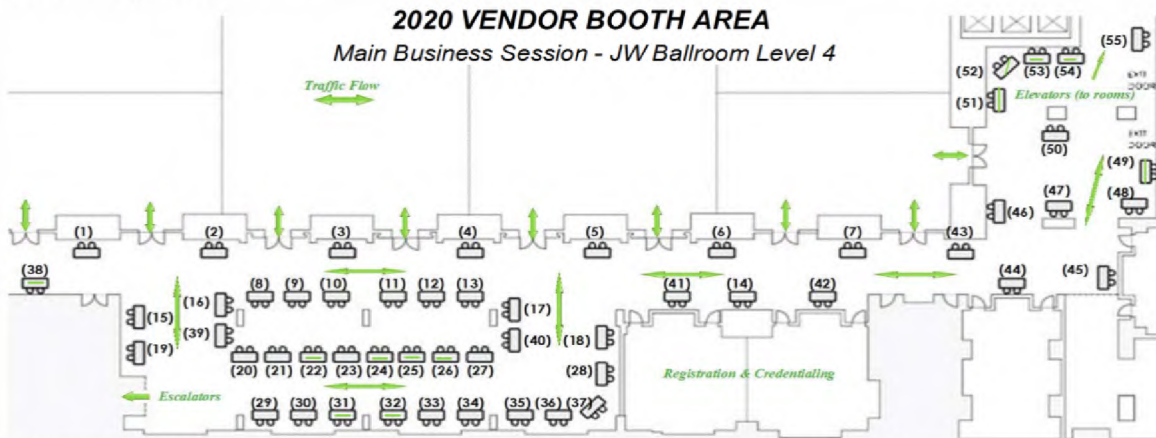 2020 VENDOR BOOTH AREA
Main Business Session - JW Ballroom Level 4
(55)
(52) (53) (54)
Traffic Flow
EXIT
Elevators (to rooms)
(51)
EXIT
DOOR
(50)
(49)
(47) (48)
(46)
(1) (2) (3) (4) (5) (6) (7) (43)
(38)
(44) (45)
(8) (9) (10) (11) (12) (13) (41) (14) (42)
(16) (17)
(15)
(39) (40) (18)
(19)
(20) (21) (22) (23) (24) (25) (26) (27) (28)
Registration & Credentialing
Escalators
(29) (30) (31) (32) (33) (34) (35) (36) (37)